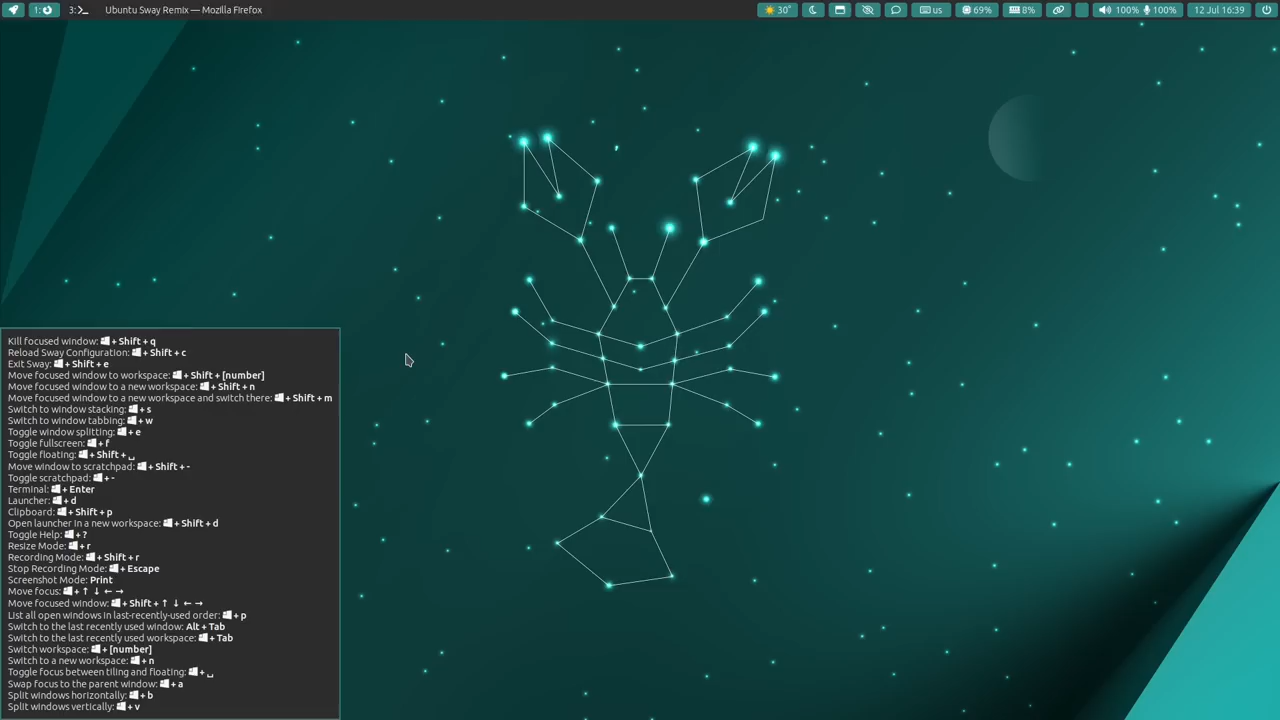 1:
3:
Ubuntu Sway Remix — Mozilla Firefox
30°
us
69%
8%
100%
100%
12 Jul 16:39
Kill focused window: + Shift + q
Reload Sway Configuration: + Shift + c
Exit Sway: + Shift + e
Move focused window to workspace: + Shift + [number]
Move focused window to a new workspace: + Shift + n
Move focused window to a new workspace and switch there: + Shift + m
Switch to window stacking: + s
Switch to window tabbing: + w
Toggle window splitting: + e
Toggle fullscreen: + f
Toggle floating: + Shift + ␣
Move window to scratchpad: + Shift + -
Toggle scratchpad: + -
Terminal: + Enter
Launcher: + d
Clipboard: + Shift + p
Open launcher in a new workspace: + Shift + d
Toggle Help: + ?
Resize Mode: + r
Recording Mode: + Shift + r
Stop Recording Mode: + Escape
Screenshot Mode: Print
Move focus: + ↑ ↓ ← →
Move focused window: + Shift + ↑ ↓ ← →
List all open windows in last-recently-used order: + p
Switch to the last recently used window: Alt + Tab
Switch to the last recently used workspace: + Tab
Switch workspace: + [number]
Switch to a new workspace: + n
Toggle focus between tiling and floating: + ␣
Swap focus to the parent window: + a
Split windows horizontally: + b
Split windows vertically: + v